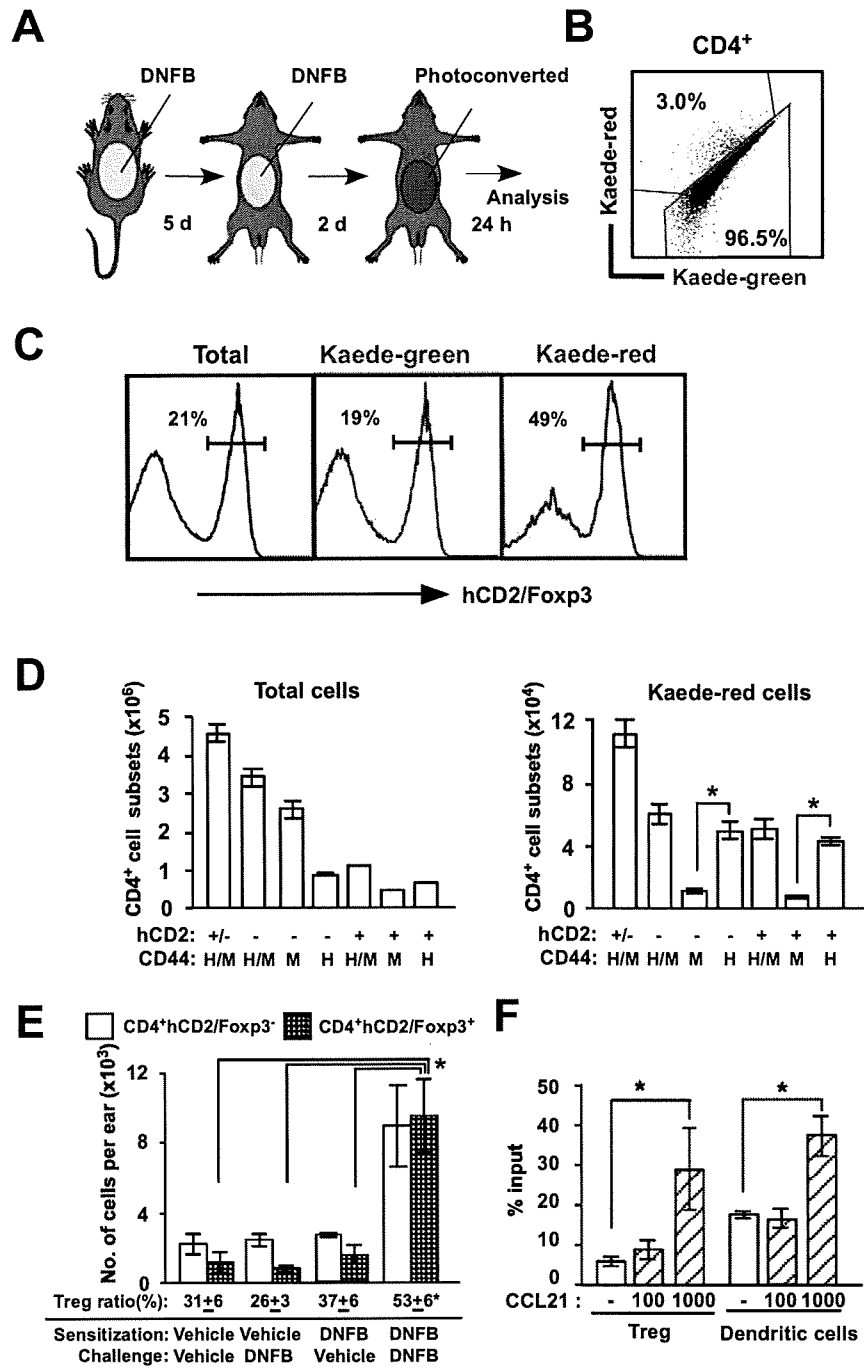 A
DNFB
DNFB
Photoconverted
5 d
2 d
24 h
Analysis
B
CD4+
3.0%
96.5%
Kaede-red
Kaede-green
C
Total
Kaede-green
Kaede-red
21%
19%
49%
hCD2/Foxp3
D
Total cells
CD4+ cell subsets (x10⁶)
5
4
3
2
1
0
hCD2: +/- - - - + + +
CD44: H/M H/M M H H/M M H
Kaede-red cells
CD4+ cell subsets (x10⁴)
12
8
4
0
* *
hCD2: +/- - - - + + +
CD44: H/M H/M M H H/M M H
E
CD4+hCD2/Foxp3- CD4+hCD2/Foxp3+
No. of cells per ear (x10³)
12
8
4
0
*
Treg ratio(%): 31±6 26±3 37±6 53±6*
Sensitization: Vehicle Vehicle DNFB DNFB
Challenge: Vehicle DNFB Vehicle DNFB
F
% input
50
40
30
20
10
0
* *
CCL21 : - 100 1000 - 100 1000
Treg Dendritic cells